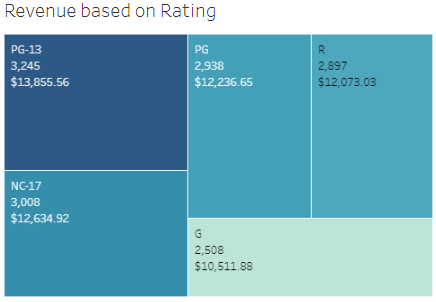 Revenue based on Rating
PG-13
3,245
$13,855.56
PG
2,938
$12,236.65
R
2,897
$12,073.03
NC-17
3,008
$12,634.92
G
2,508
$10,511.88